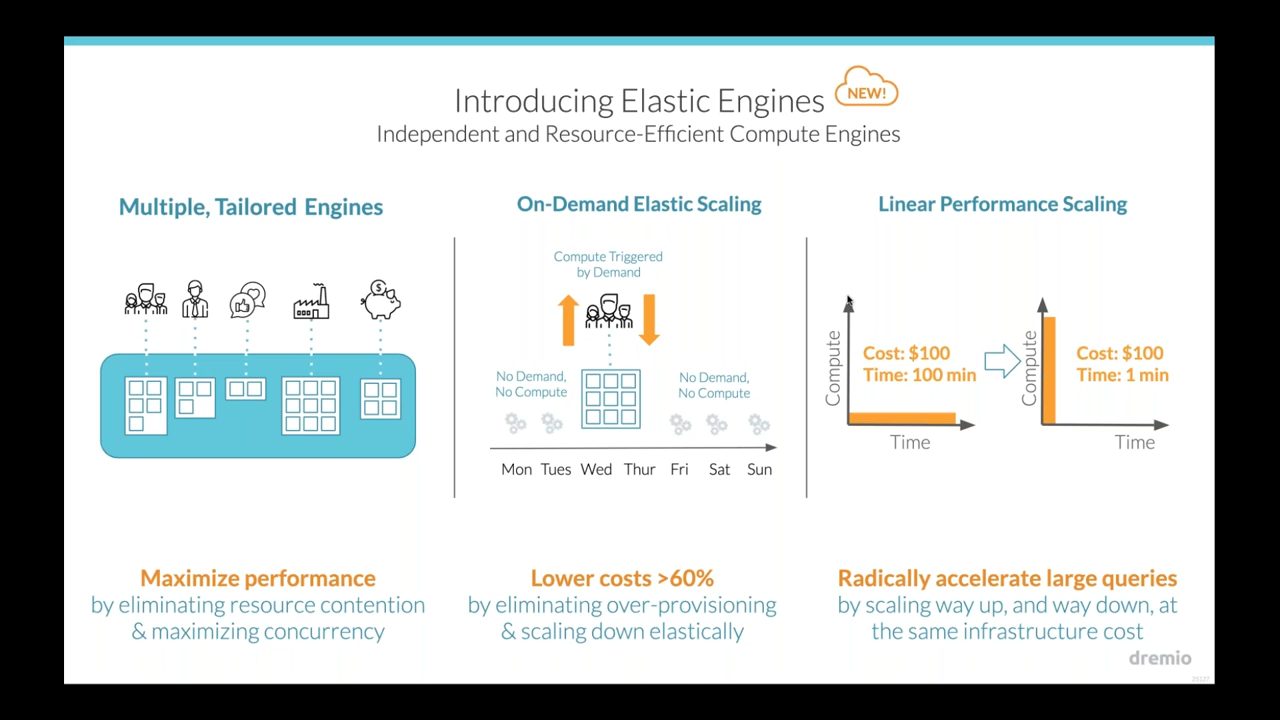 Introducing Elastic Engines
NEW!
Independent and Resource-Efficient Compute Engines
Multiple, Tailored Engines
$
Maximize performance
by eliminating resource contention
& maximizing concurrency
On-Demand Elastic Scaling
Compute Triggered
by Demand
No Demand,
No Compute
No Demand,
No Compute
Mon Tues Wed Thur Fri Sat Sun
Lower costs >60%
by eliminating over-provisioning
& scaling down elastically
Linear Performance Scaling
Compute
Cost: $100
Time: 100 min
Time
Compute
Cost: $100
Time: 1 min
Time
Radically accelerate large queries
by scaling way up, and way down, at
the same infrastructure cost
dremio